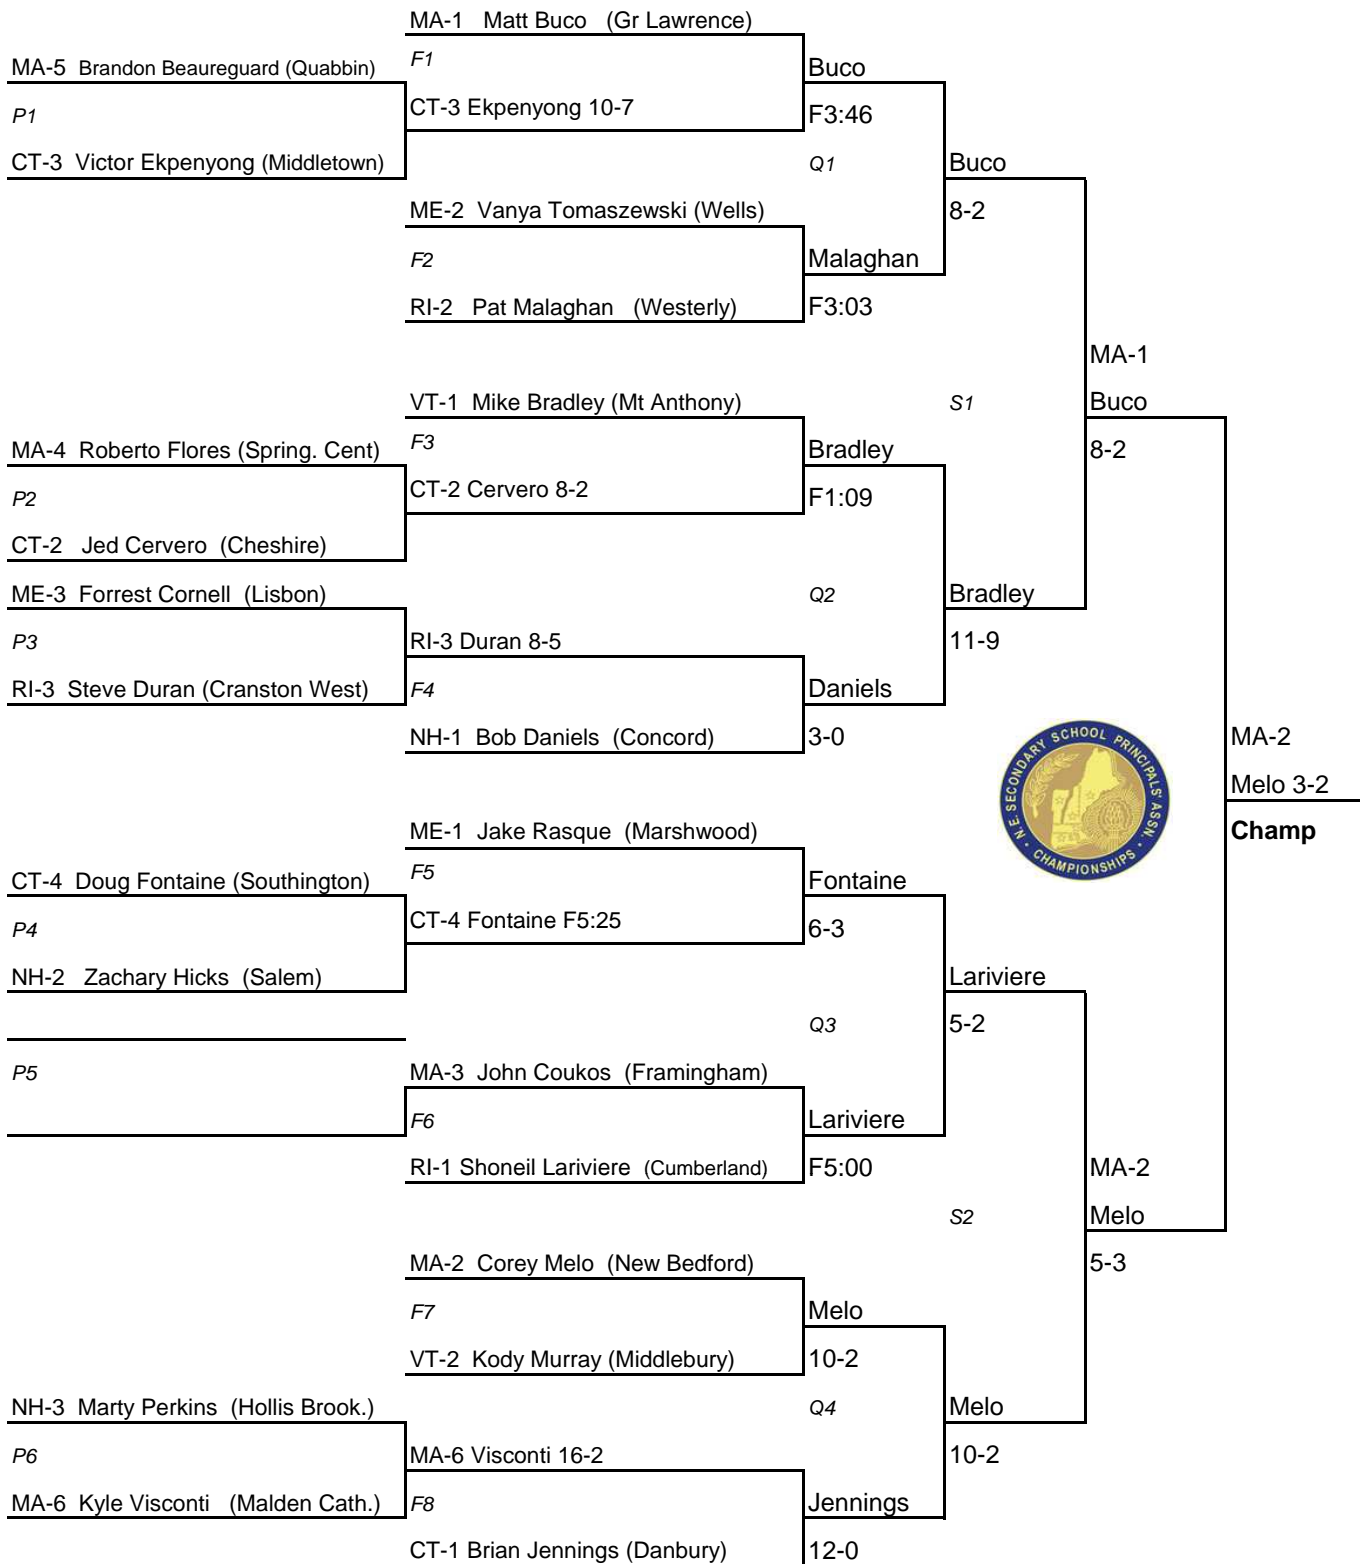 MA-1 Matt Buco (Gr Lawrence)
MA-5 Brandon Beaureguard (Quabbin)
F1
Buco
P1
CT-3 Ekpenyong 10-7
F3:46
CT-3 Victor Ekpenyong (Middletown)
Q1
Buco
ME-2 Vanya Tomaszewski (Wells)
8-2
F2
Malaghan
RI-2 Pat Malaghan (Westerly)
F3:03
MA-1
VT-1 Mike Bradley (Mt Anthony)
S1
Buco
MA-4 Roberto Flores (Spring. Cent)
F3
Bradley
8-2
P2
CT-2 Cervero 8-2
F1:09
CT-2 Jed Cervero (Cheshire)
ME-3 Forrest Cornell (Lisbon)
Q2
Bradley
P3
RI-3 Duran 8-5
11-9
RI-3 Steve Duran (Cranston West)
F4
Daniels
NH-1 Bob Daniels (Concord)
3-0
N.E. SECONDARY SCHOOL PRINCIPALS' ASSN.
• CHAMPIONSHIPS •
MA-2
Melo 3-2
Champ
ME-1 Jake Rasque (Marshwood)
CT-4 Doug Fontaine (Southington)
F5
Fontaine
P4
CT-4 Fontaine F5:25
6-3
NH-2 Zachary Hicks (Salem)
Lariviere
Q3
5-2
P5
MA-3 John Coukos (Framingham)
F6
Lariviere
RI-1 Shoneil Lariviere (Cumberland)
F5:00
MA-2
S2
Melo
MA-2 Corey Melo (New Bedford)
5-3
F7
Melo
VT-2 Kody Murray (Middlebury)
10-2
NH-3 Marty Perkins (Hollis Brook.)
Q4
Melo
P6
MA-6 Visconti 16-2
10-2
MA-6 Kyle Visconti (Malden Cath.)
F8
Jennings
CT-1 Brian Jennings (Danbury)
12-0